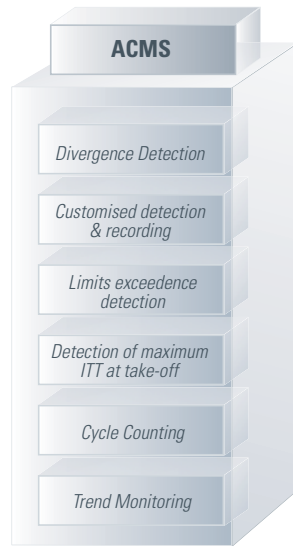 ACMS
Divergence Detection
Customised detection
& recording
Limits exceedence
detection
Detection of maximum
ITT at take-off
Cycle Counting
Trend Monitoring